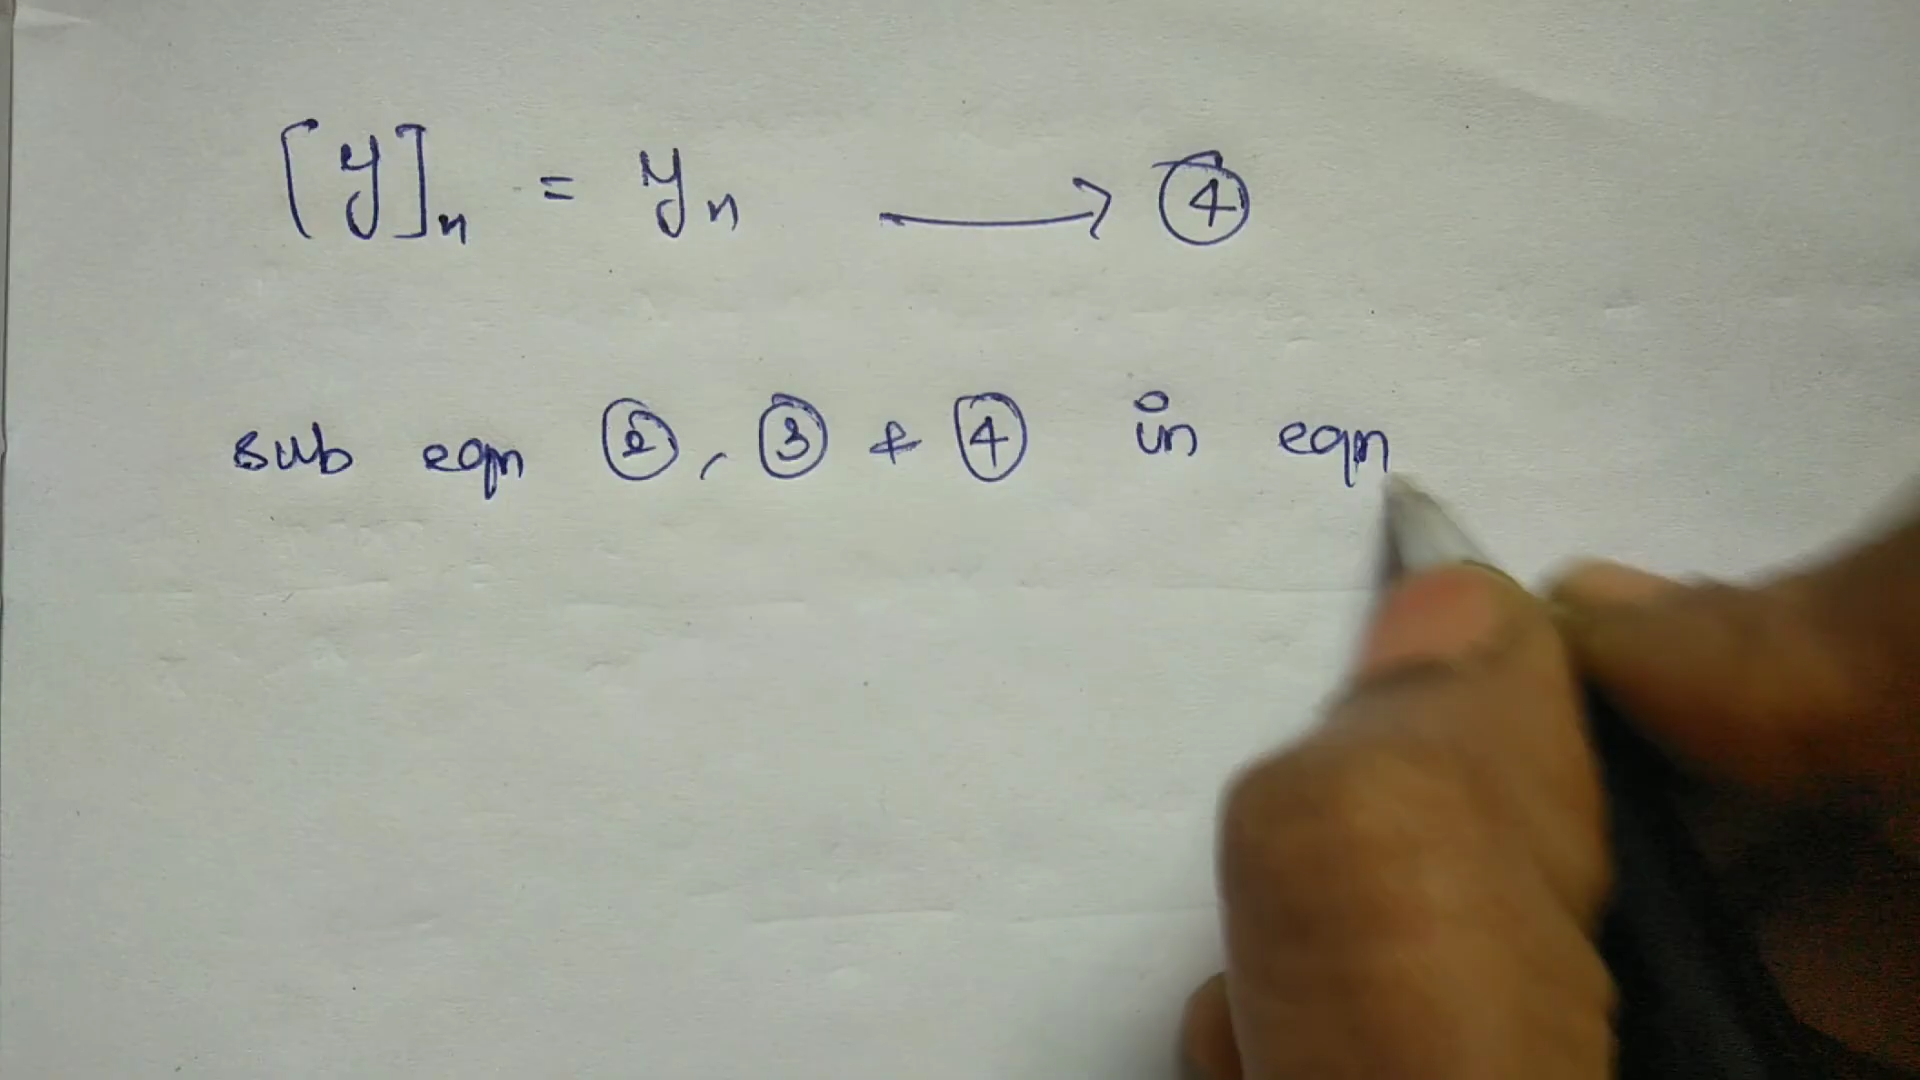 [y]ₙ = yₙ ⟶ ④
sub eqn ②, ③ & ④ in eqn